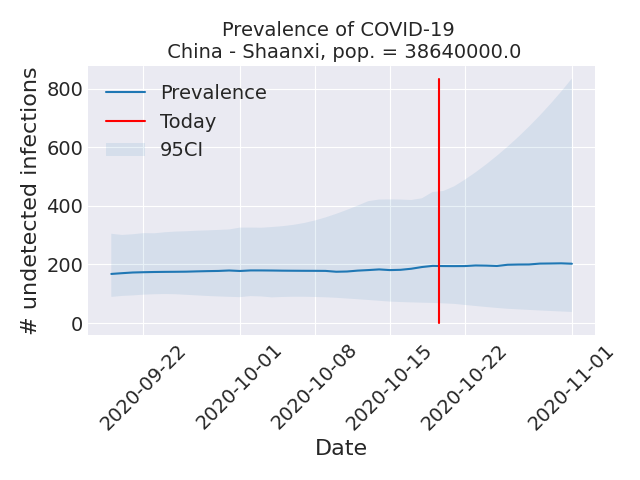 Prevalence of COVID-19
China - Shaanxi, pop. = 38640000.0
# undetected infections
800
600
400
200
0
Prevalence
Today
95CI
2020-09-22
2020-10-01
2020-10-08
2020-10-15
2020-10-22
2020-11-01
Date